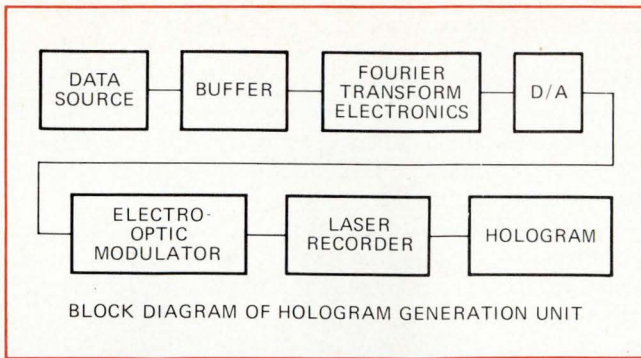 DATA
SOURCE
BUFFER
FOURIER
TRANSFORM
ELECTRONICS
D/A
ELECTRO-
OPTIC
MODULATOR
LASER
RECORDER
HOLOGRAM
BLOCK DIAGRAM OF HOLOGRAM GENERATION UNIT